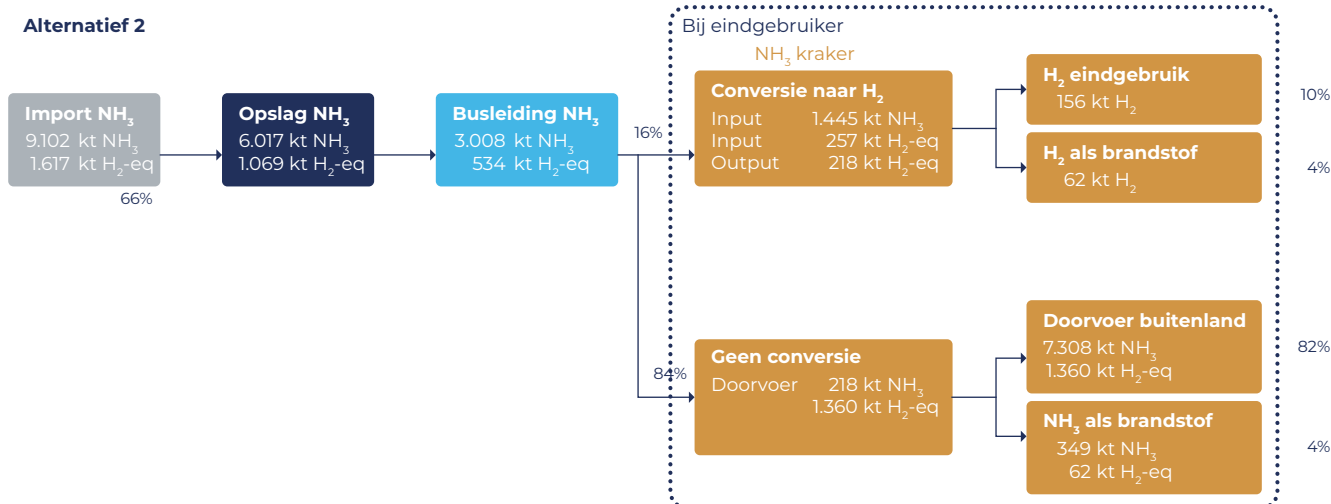 Alternatief 2
Import NH₃
9.102 kt NH₃
1.617 kt H₂-eq
66%
Opslag NH₃
6.017 kt NH₃
1.069 kt H₂-eq
Busleiding NH₃
3.008 kt NH₃
534 kt H₂-eq
16%
84%
Bij eindgebruiker
NH₃ kraker
Conversie naar H₂
Input 1.445 kt NH₃
Input 257 kt H₂-eq
Output 218 kt H₂-eq
H₂ eindgebruik
156 kt H₂
10%
H₂ als brandstof
62 kt H₂
4%
Geen conversie
Doorvoer 218 kt NH₃
1.360 kt H₂-eq
Doorvoer buitenland
7.308 kt NH₃
1.360 kt H₂-eq
82%
NH₃ als brandstof
349 kt NH₃
62 kt H₂-eq
4%